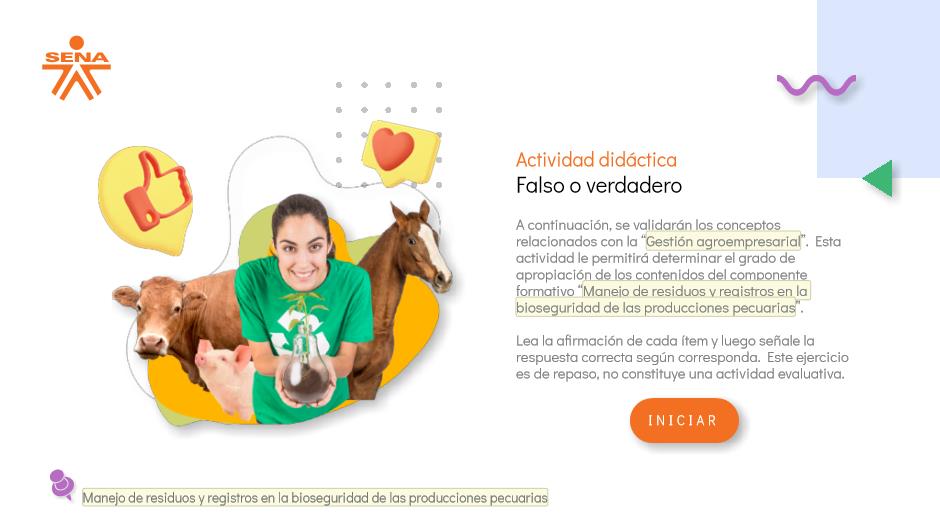 SENA
Actividad didáctica
Falso o verdadero
A continuación, se validarán los conceptos
relacionados con la “Gestión agroempresarial”. Esta
actividad le permitirá determinar el grado de
apropiación de los contenidos del componente
formativo “Manejo de residuos y registros en la
bioseguridad de las producciones pecuarias”.
Lea la afirmación de cada ítem y luego señale la
respuesta correcta según corresponda. Este ejercicio
es de repaso, no constituye una actividad evaluativa.
INICIAR
Manejo de residuos y registros en la bioseguridad de las producciones pecuarias